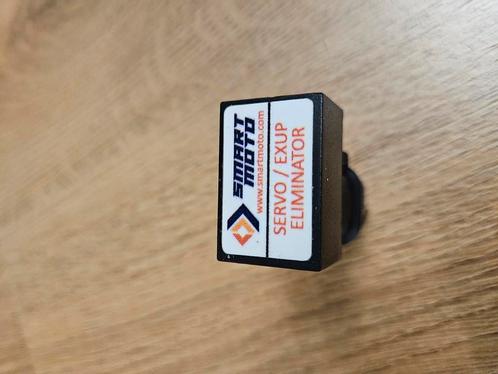 SMART
MOTO
www.smartmoto.com
SERVO / EXUP
ELIMINATOR